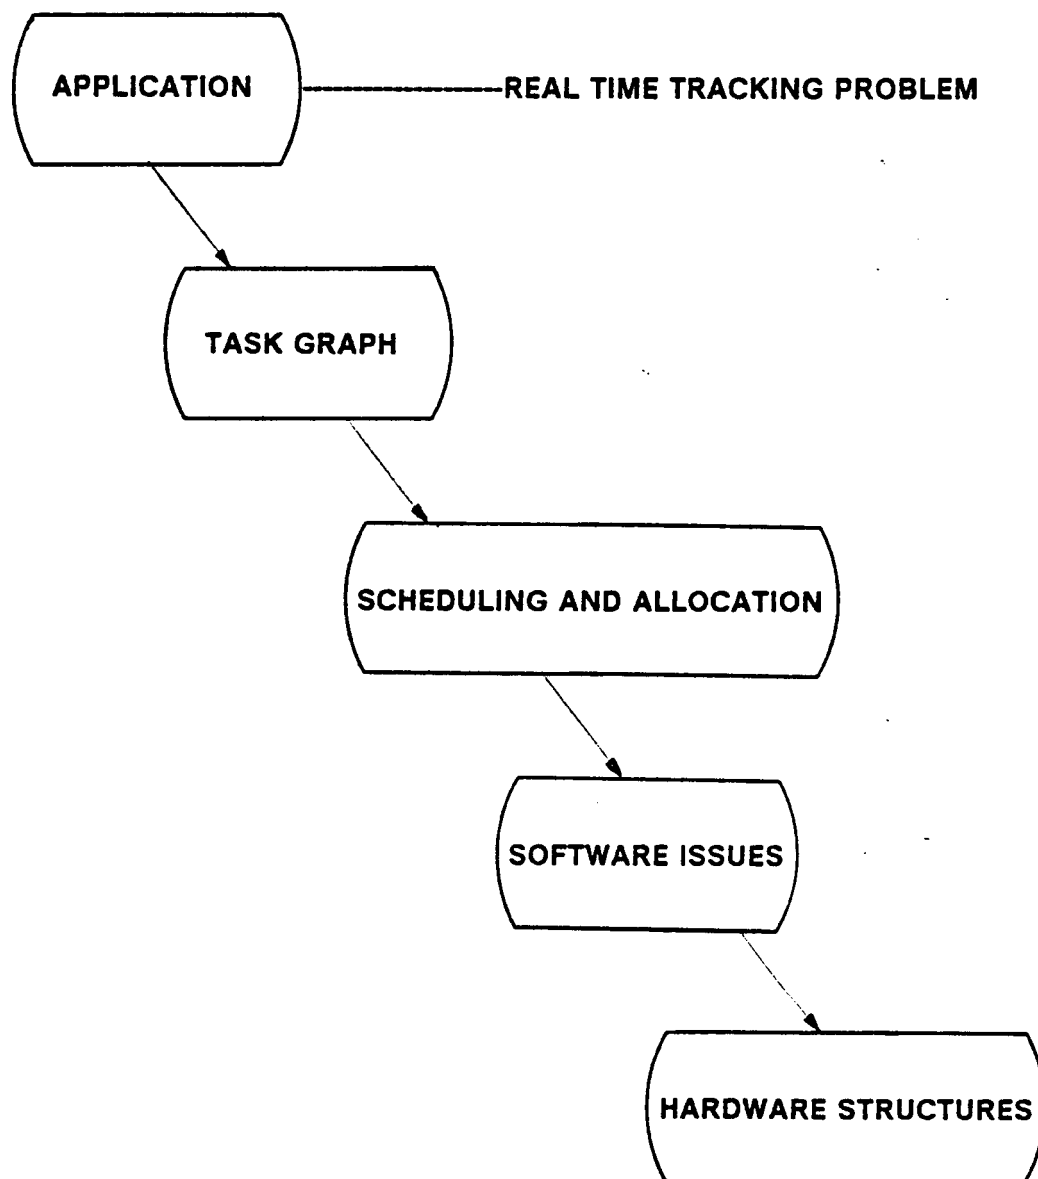 APPLICATION
REAL TIME TRACKING PROBLEM
TASK GRAPH
SCHEDULING AND ALLOCATION
SOFTWARE ISSUES
HARDWARE STRUCTURES